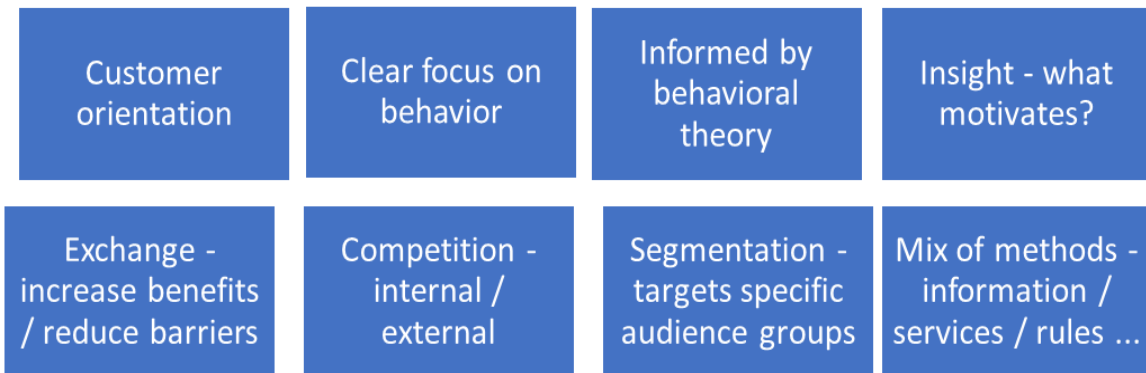 Customer
orientation
Clear focus on
behavior
Informed by
behavioral
theory
Insight - what
motivates?
Exchange -
increase benefits
/ reduce barriers
Competition -
internal /
external
Segmentation -
targets specific
audience groups
Mix of methods -
information /
services / rules ...